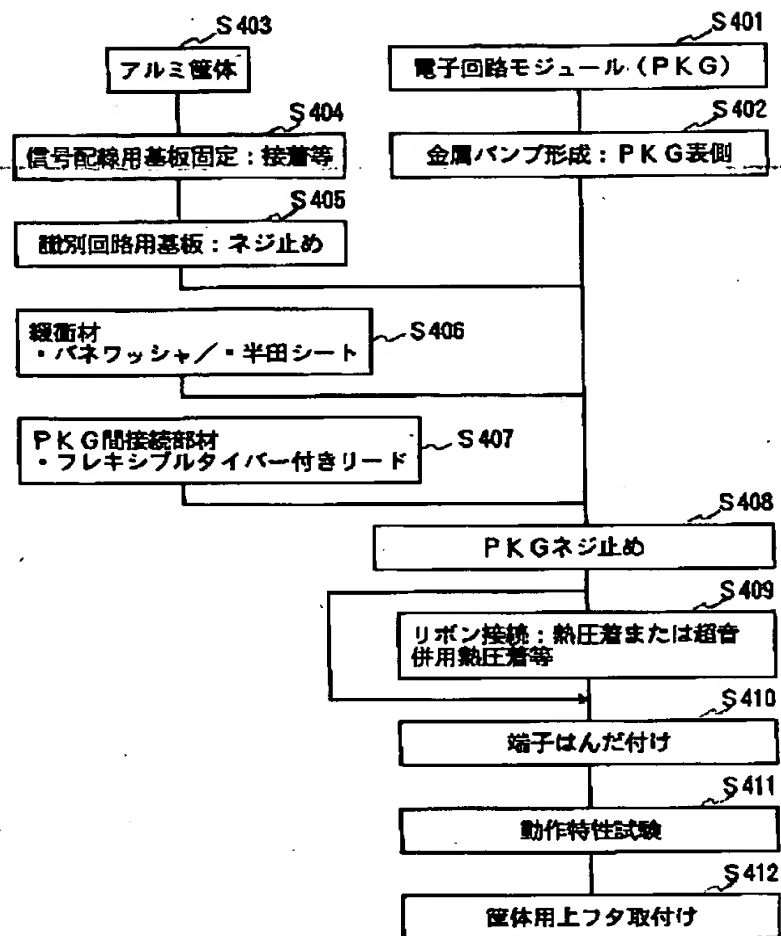 S403
アルミ筐体
S401
電子回路モジュール(PKG)
S404
信号配線用基板固定:接着等
S402
金属バンプ形成:PKG表側
S405
識別回路用基板:ネジ止め
緩衝材
・バネワッシャ/・半田シート
S406
PKG間接続部材
・フレキシブルタイバー付きリード
S407
S408
PKGネジ止め
S409
リボン接続:熱圧着または超音
併用熱圧着等
S410
端子はんだ付け
S411
動作特性試験
S412
筐体用上フタ取付け